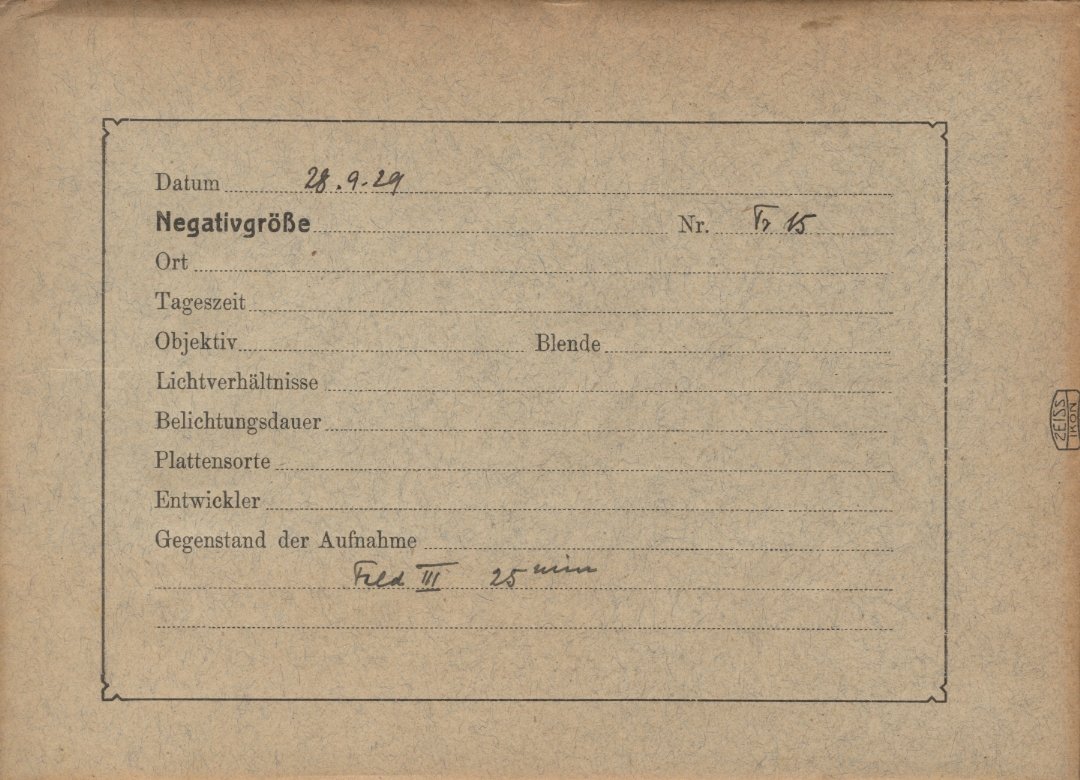 Datum 28.9.29
Negativgröße Nr. Tr 15
Ort
Tageszeit
Objektiv Blende
Lichtverhältnisse
Belichtungsdauer
Plattensorte
Entwickler
Gegenstand der Aufnahme
Feld III 25 min
ZEISS
IKON